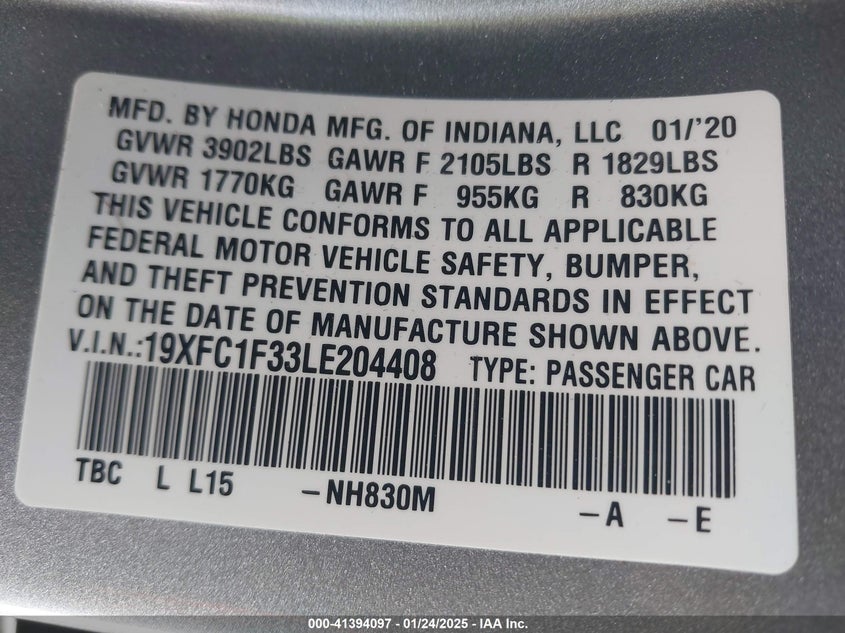 MFD. BY HONDA MFG. OF INDIANA, LLC 01/'20
GVWR 3902LBS GAWR F 2105LBS R 1829LBS
GVWR 1770KG GAWR F 955KG R 830KG
THIS VEHICLE CONFORMS TO ALL APPLICABLE
FEDERAL MOTOR VEHICLE SAFETY, BUMPER,
AND THEFT PREVENTION STANDARDS IN EFFECT
ON THE DATE OF MANUFACTURE SHOWN ABOVE.
V.I.N.:19XFC1F33LE204408 TYPE: PASSENGER CAR
TBC L L15 -NH830M -A -E
000-41394097 - 01/24/2025 - IAA Inc.